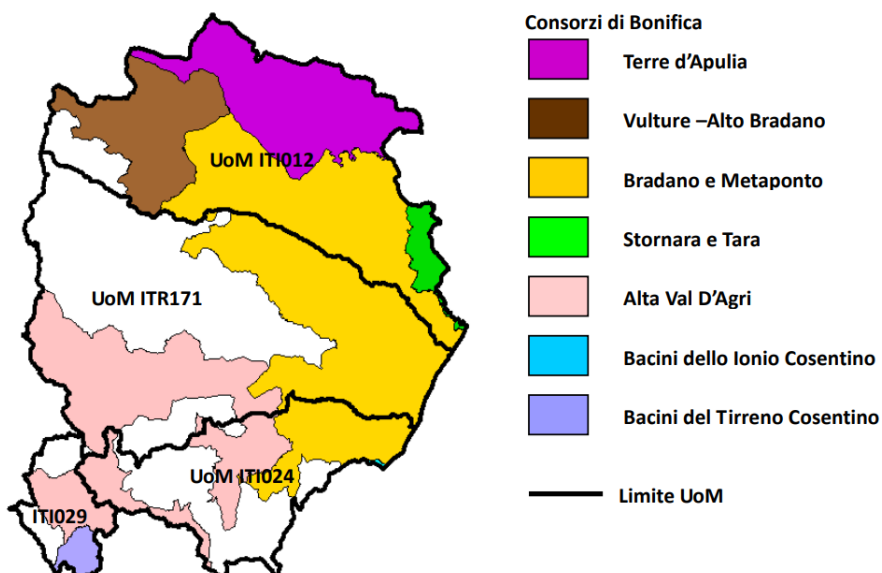 Consorzi di Bonifica
Terre d’Apulia
Vulture –Alto Bradano
Bradano e Metaponto
Stornara e Tara
Alta Val D’Agri
Bacini dello Ionio Cosentino
Bacini del Tirreno Cosentino
Limite UoM
UoM ITI012
UoM ITR171
UoM ITI024
ITI029